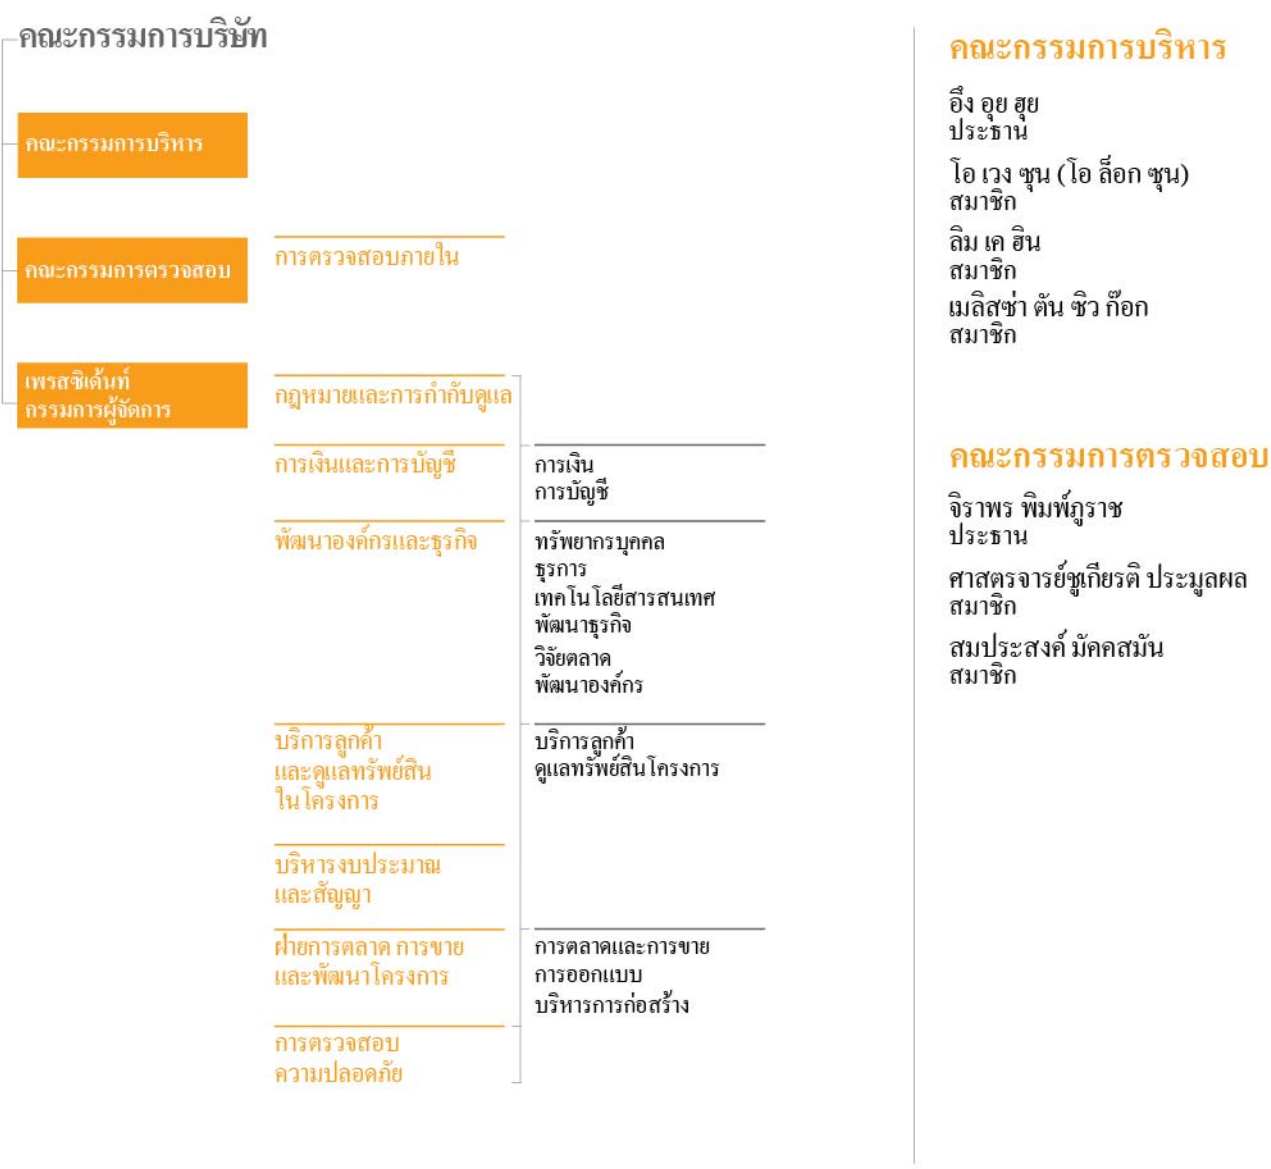 คณะกรรมการบริษัท
คณะกรรมการบริหาร
คณะกรรมการตรวจสอบ
การตรวจสอบภายใน
เพรสซิเด้นท์
กรรมการผู้จัดการ
กฎหมายและการกำกับดูแล
การเงินและการบัญชี
การเงิน
การบัญชี
พัฒนาองค์กรและธุรกิจ
ทรัพยากรบุคคล
ธุรการ
เทคโนโลยีสารสนเทศ
พัฒนาธุรกิจ
วิจัยตลาด
พัฒนาองค์กร
บริการลูกค้า
และดูแลทรัพย์สิน
ในโครงการ
บริการลูกค้า
ดูแลทรัพย์สินโครงการ
บริหารงบประมาณ
และสัญญา
ฝ่ายการตลาด การขาย
และพัฒนาโครงการ
การตลาดและการขาย
การออกแบบ
บริหารการก่อสร้าง
การตรวจสอบ
ความปลอดภัย
คณะกรรมการบริหาร
อึ้ง อุย ฮุย
ประธาน
โอ เวง ซุน (โอ ล็อก ซุน)
สมาชิก
ลิม เค ฮิน
สมาชิก
เมลิสซ่า ตัน ซิว ก๊อก
สมาชิก
คณะกรรมการตรวจสอบ
จิราพร พิมพ์ภูราช
ประธาน
ศาสตรจารย์ชูเกียรติ ประมูลผล
สมาชิก
สมประสงค์ มัคคสมัน
สมาชิก